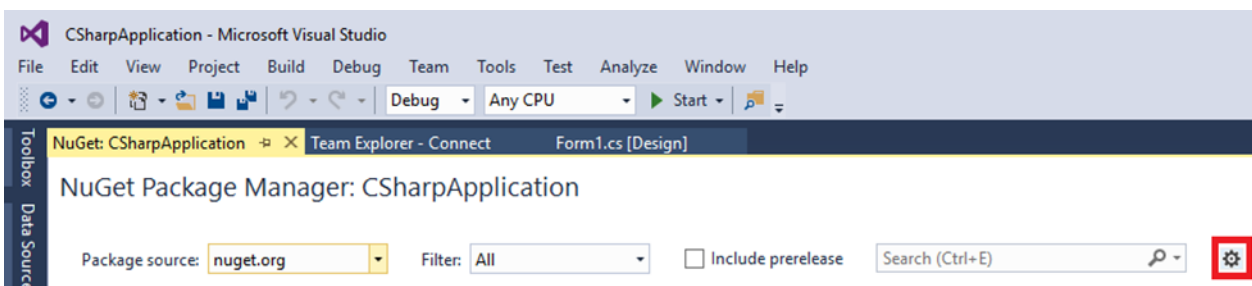 CSharpApplication - Microsoft Visual Studio
File Edit View Project Build Debug Team Tools Test Analyze Window Help
Debug Any CPU Start
Toolbox
NuGet: CSharpApplication Team Explorer - Connect Form1.cs [Design]
NuGet Package Manager: CSharpApplication
Data
Package source: nuget.org Filter: All Include prerelease Search (Ctrl+E)